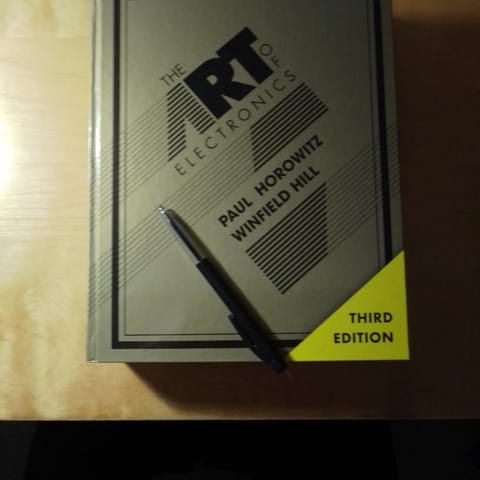 THE ART OF
ELECTRONICS
PAUL HOROWITZ
WINFIELD HILL
THIRD
EDITION